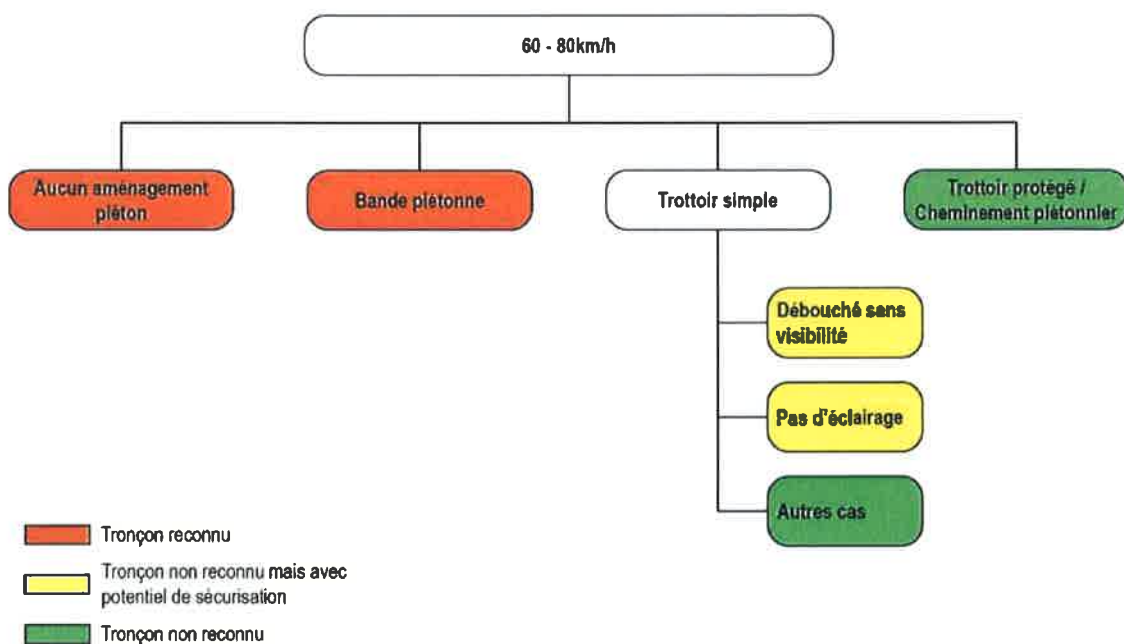 60 - 80km/h
Aucun aménagement
piéton
Bande piétonne
Trottoir simple
Trottoir protégé /
Cheminement piétonnier
Débouché sans
visibilité
Pas d'éclairage
Autres cas
Tronçon reconnu
Tronçon non reconnu mais avec
potentiel de sécurisation
Tronçon non reconnu